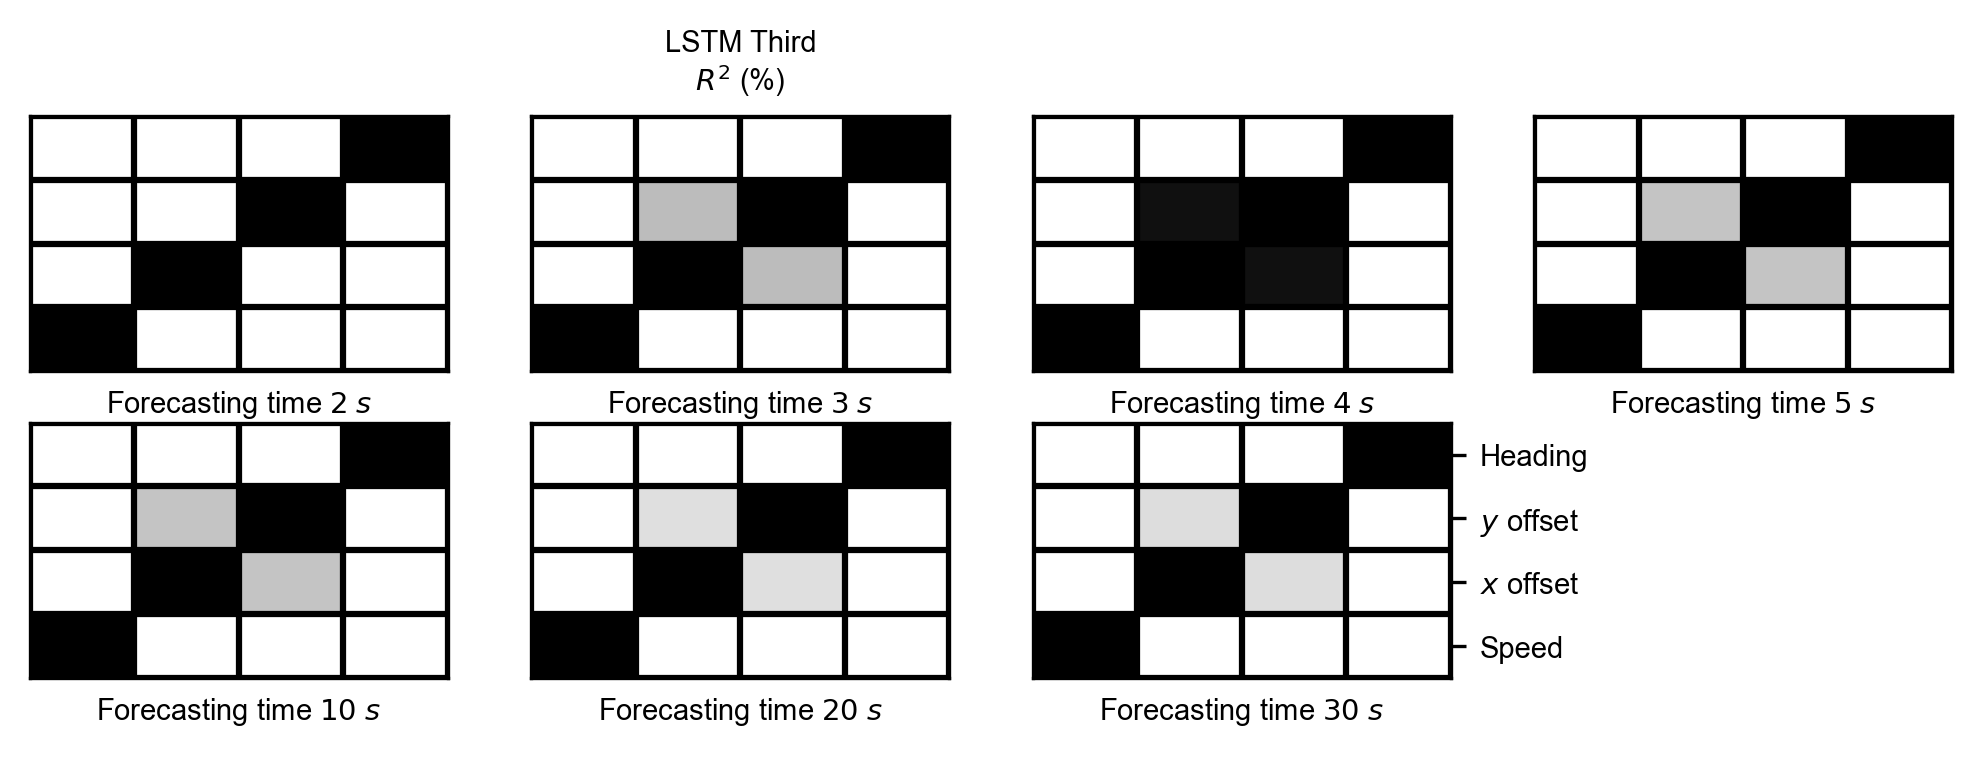 LSTM Third
R² (%)
Forecasting time 2 s
Forecasting time 3 s
Forecasting time 4 s
Forecasting time 5 s
Heading
y offset
x offset
Speed
Forecasting time 10 s
Forecasting time 20 s
Forecasting time 30 s